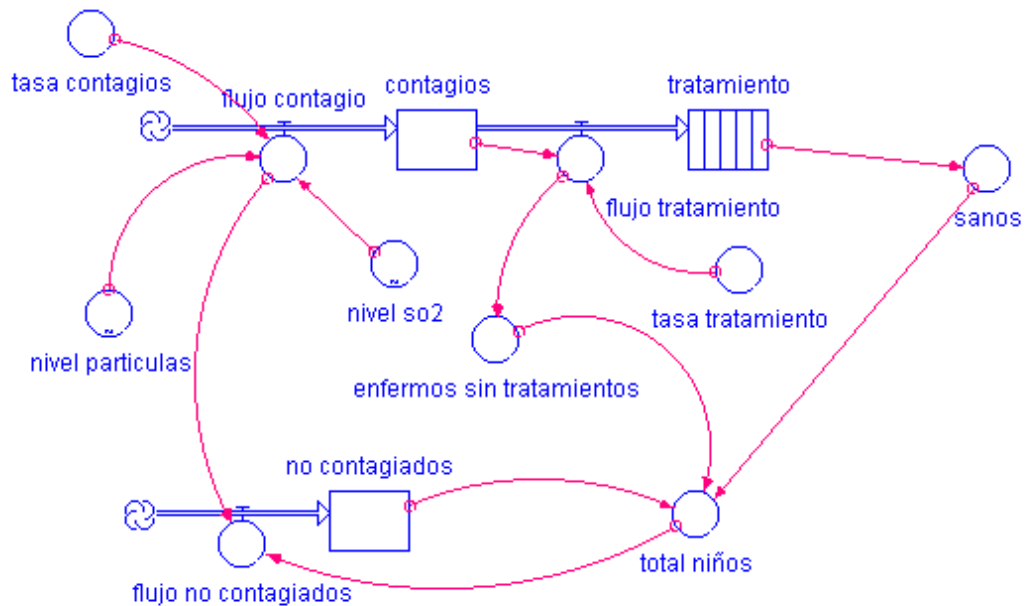 tasa contagios
flujo contagio
contagios
tratamiento
flujo tratamiento
sanos
nivel so2
tasa tratamiento
nivel particulas
enfermos sin tratamientos
no contagiados
total niños
flujo no contagiados